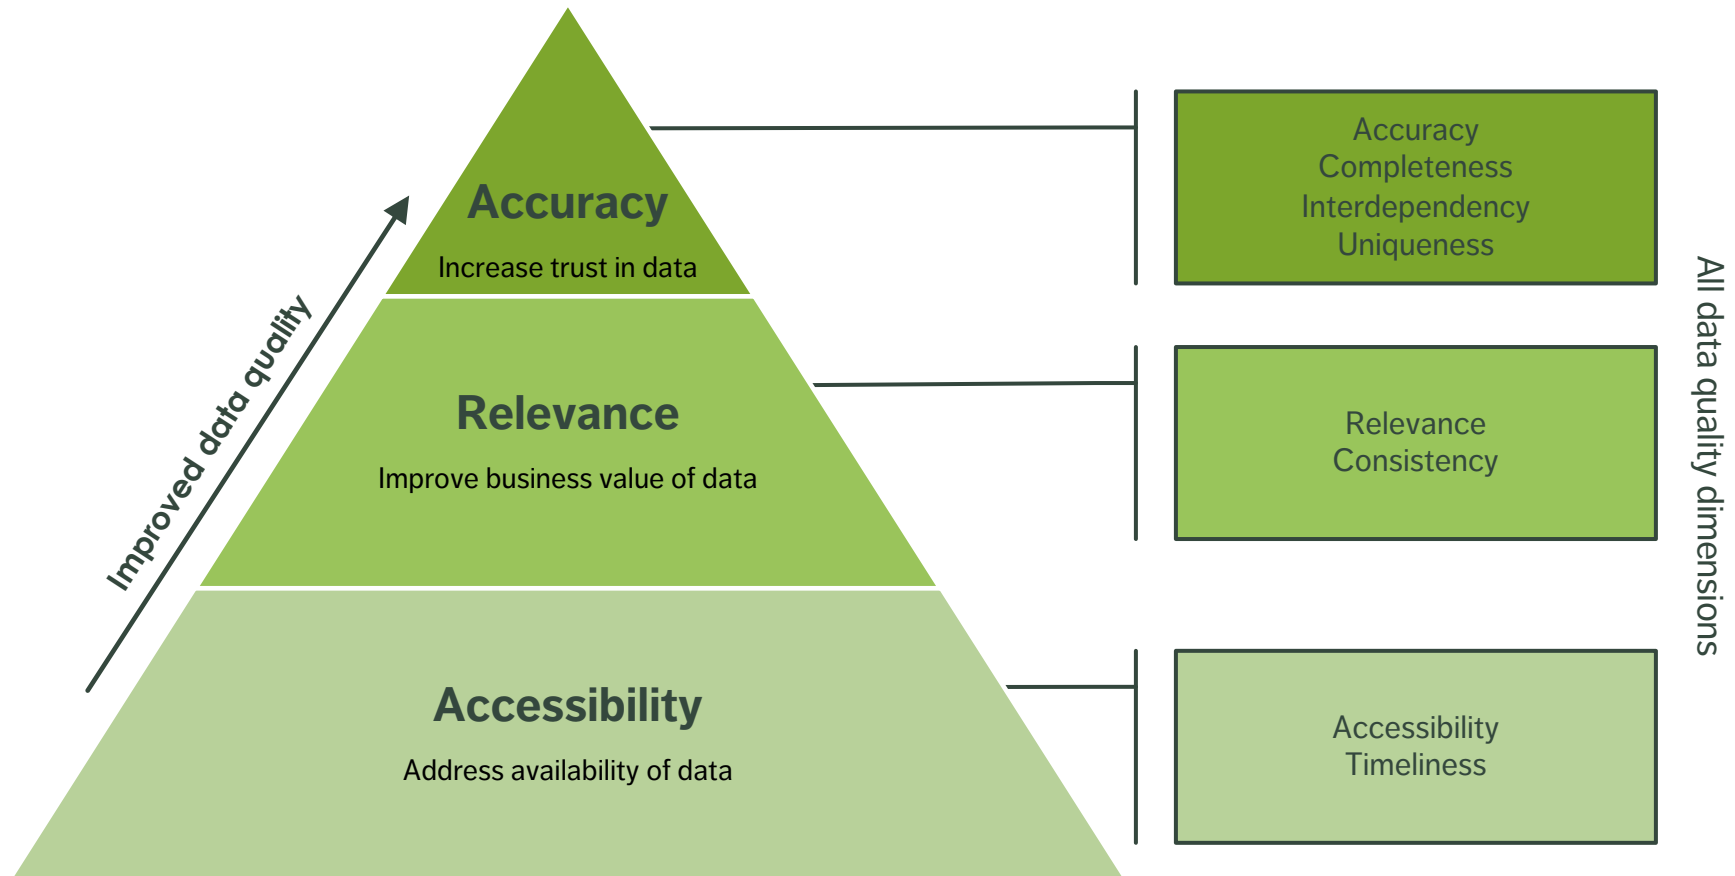 Accuracy
Increase trust in data
Relevance
Improve business value of data
Accessibility
Address availability of data
Improved data quality
Accuracy
Completeness
Interdependency
Uniqueness
Relevance
Consistency
Accessibility
Timeliness
All data quality dimensions